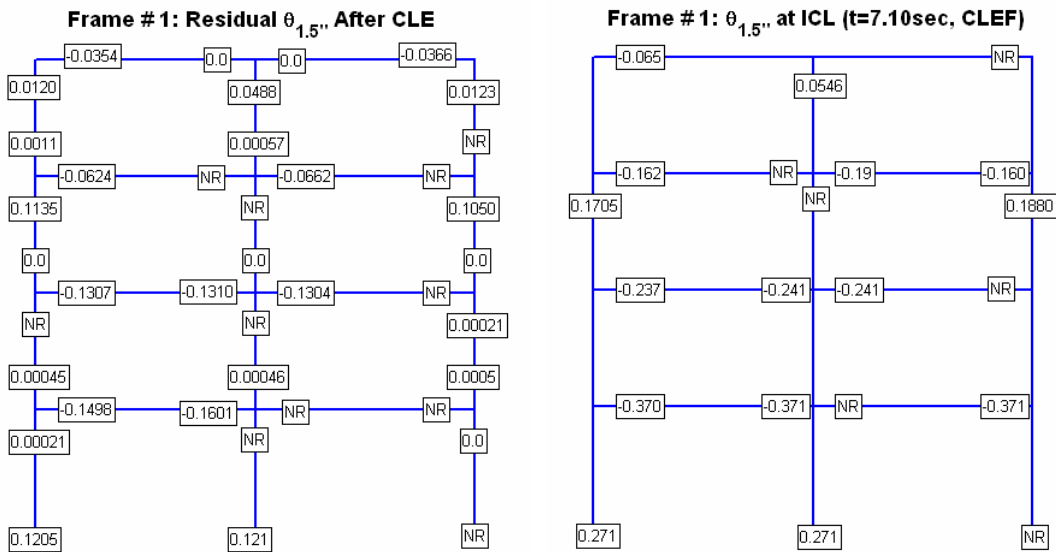 Frame # 1: Residual θ1.5" After CLE
-0.0354 0.0 0.0 -0.0366
0.0120 0.0488 0.0123
0.0011 0.00057 NR
-0.0624 NR -0.0662 NR
0.1135 NR 0.1050
0.0 0.0 0.0
-0.1307 -0.1310 -0.1304 NR
NR NR 0.00021
0.00045 0.00046 0.0005
-0.1498 -0.1601 NR NR
0.00021 NR 0.0
0.1205 0.121 NR
Frame # 1: θ1.5" at ICL (t=7.10sec, CLEF)
-0.065 NR
0.0546
-0.162 NR -0.19 -0.160
0.1705 NR 0.1880
-0.237 -0.241 -0.241 NR
-0.370 -0.371 NR -0.371
0.271 0.271 NR